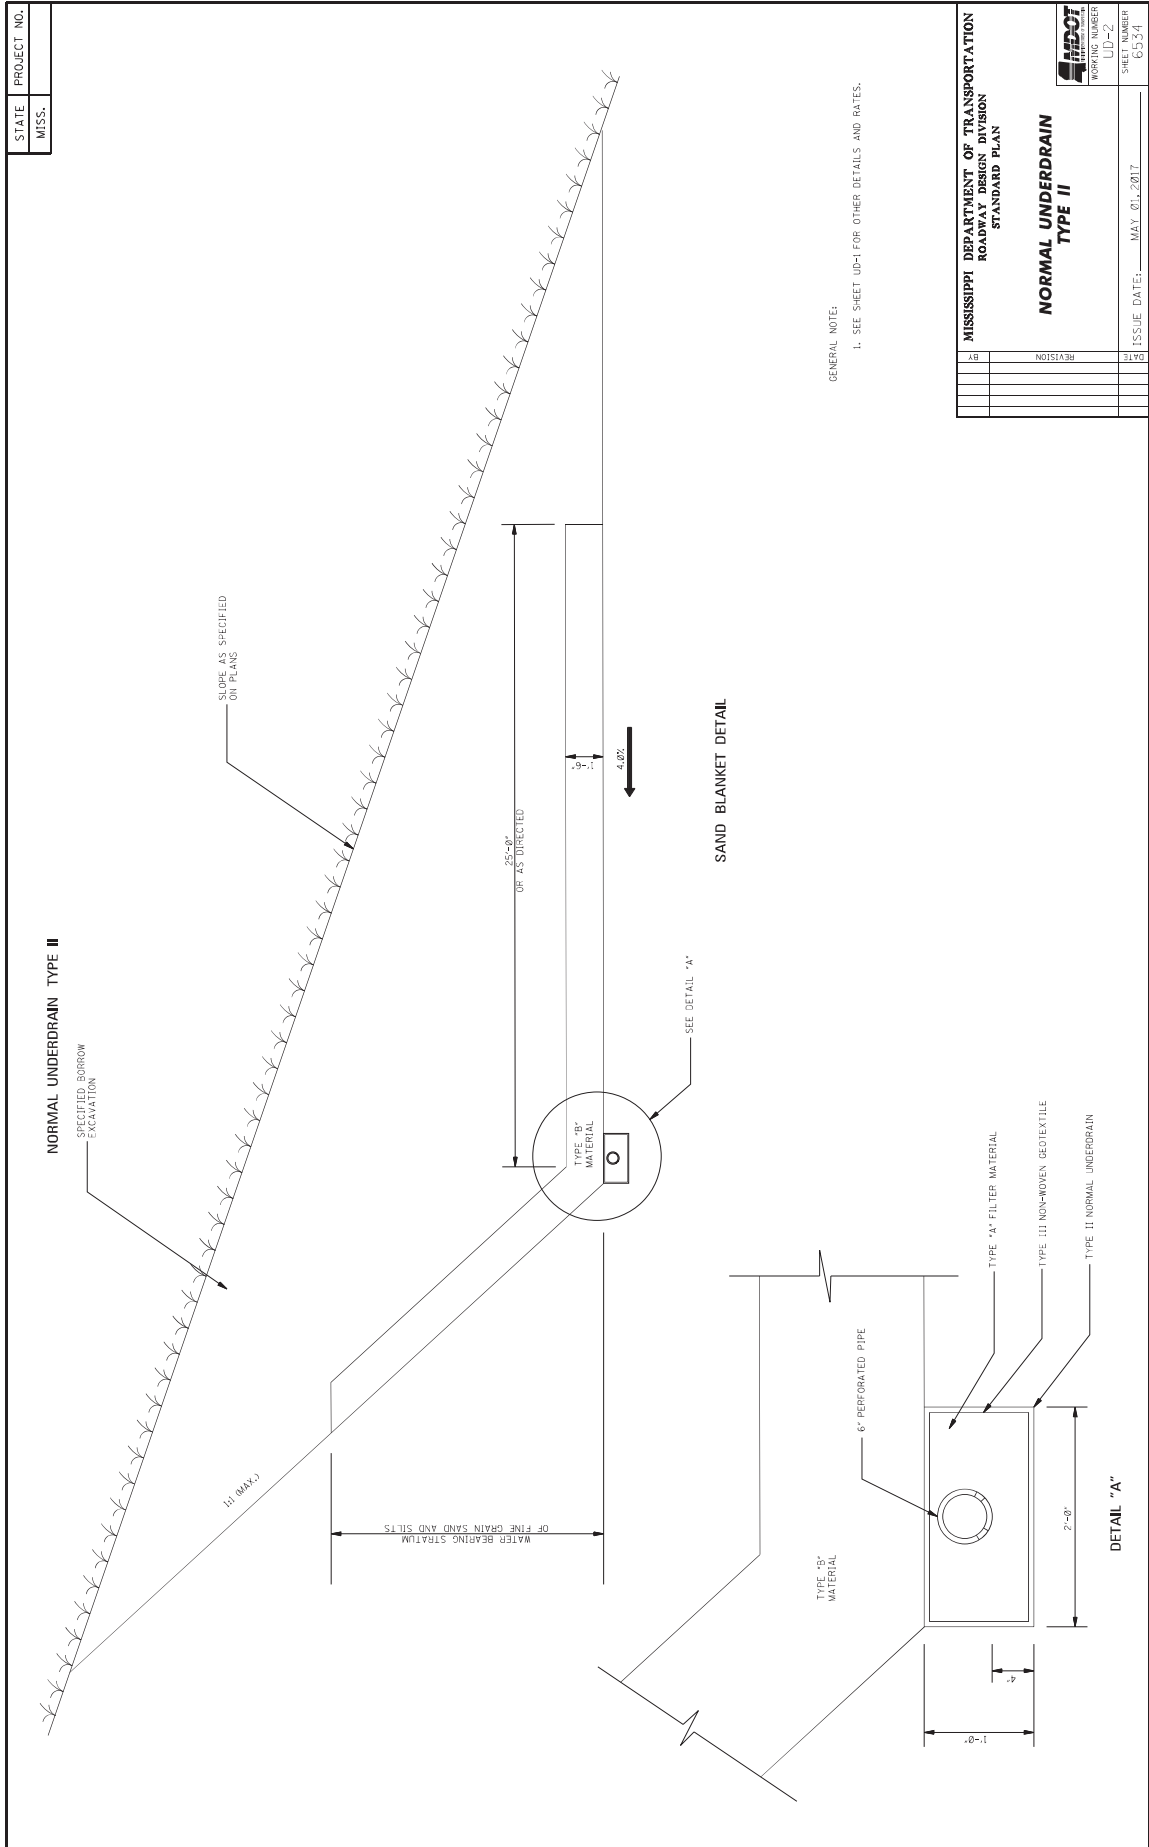 STATE
PROJECT NO.
MISS.
NORMAL UNDERDRAIN TYPE II
SPECIFIED BORROW
EXCAVATION
SLOPE AS SPECIFIED
ON PLANS
1:1 (MAX.)
WATER BEARING STRATUM
OF FINE GRAIN SAND AND SILTS
25'-0"
OR AS DIRECTED
1'-6"
4.0%
TYPE "B"
MATERIAL
SEE DETAIL "A"
SAND BLANKET DETAIL
TYPE "B"
MATERIAL
6" PERFORATED PIPE
TYPE "A" FILTER MATERIAL
TYPE III NON-WOVEN GEOTEXTILE
TYPE II NORMAL UNDERDRAIN
4"
1'-0"
2'-0"
DETAIL "A"
GENERAL NOTE:
1. SEE SHEET UD-1 FOR OTHER DETAILS AND RATES.
BY
REVISION
DATE
MISSISSIPPI DEPARTMENT OF TRANSPORTATION
ROADWAY DESIGN DIVISION
STANDARD PLAN
NORMAL UNDERDRAIN
TYPE II
ISSUE DATE: MAY 01, 2017
MDOT
WORKING NUMBER
UD-2
SHEET NUMBER
6534